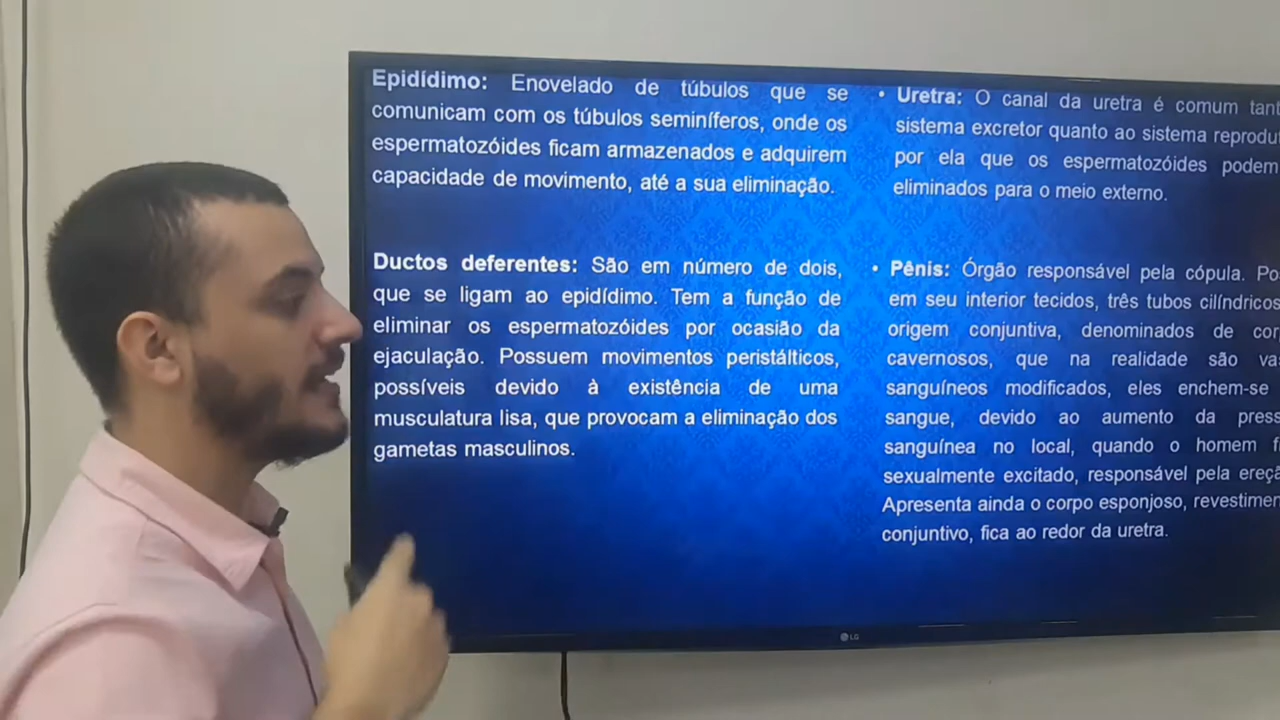 Epidídimo: Enovelado de túbulos que se
comunicam com os túbulos seminíferos, onde os
espermatozóides ficam armazenados e adquirem
capacidade de movimento, até a sua eliminação.
Ductos deferentes: São em número de dois,
que se ligam ao epidídimo. Tem a função de
eliminar os espermatozóides por ocasião da
ejaculação. Possuem movimentos peristálticos,
possíveis devido à existência de uma
musculatura lisa, que provocam a eliminação dos
gametas masculinos.
• Uretra: O canal da uretra é comum
sistema excretor quanto ao sistema
por ela que os espermatozóides podem
eliminados para o meio externo.
• Pênis: Órgão responsável pela cópula.
em seu interior tecidos, três tubos cilíndricos
origem conjuntiva, denominados de
cavernosos, que na realidade são
sanguíneos modificados, eles enchem-se
sangue, devido ao aumento da
sanguínea no local, quando o homem
sexualmente excitado, responsável pela
Apresenta ainda o corpo esponjoso,
conjuntivo, fica ao redor da uretra.
LG